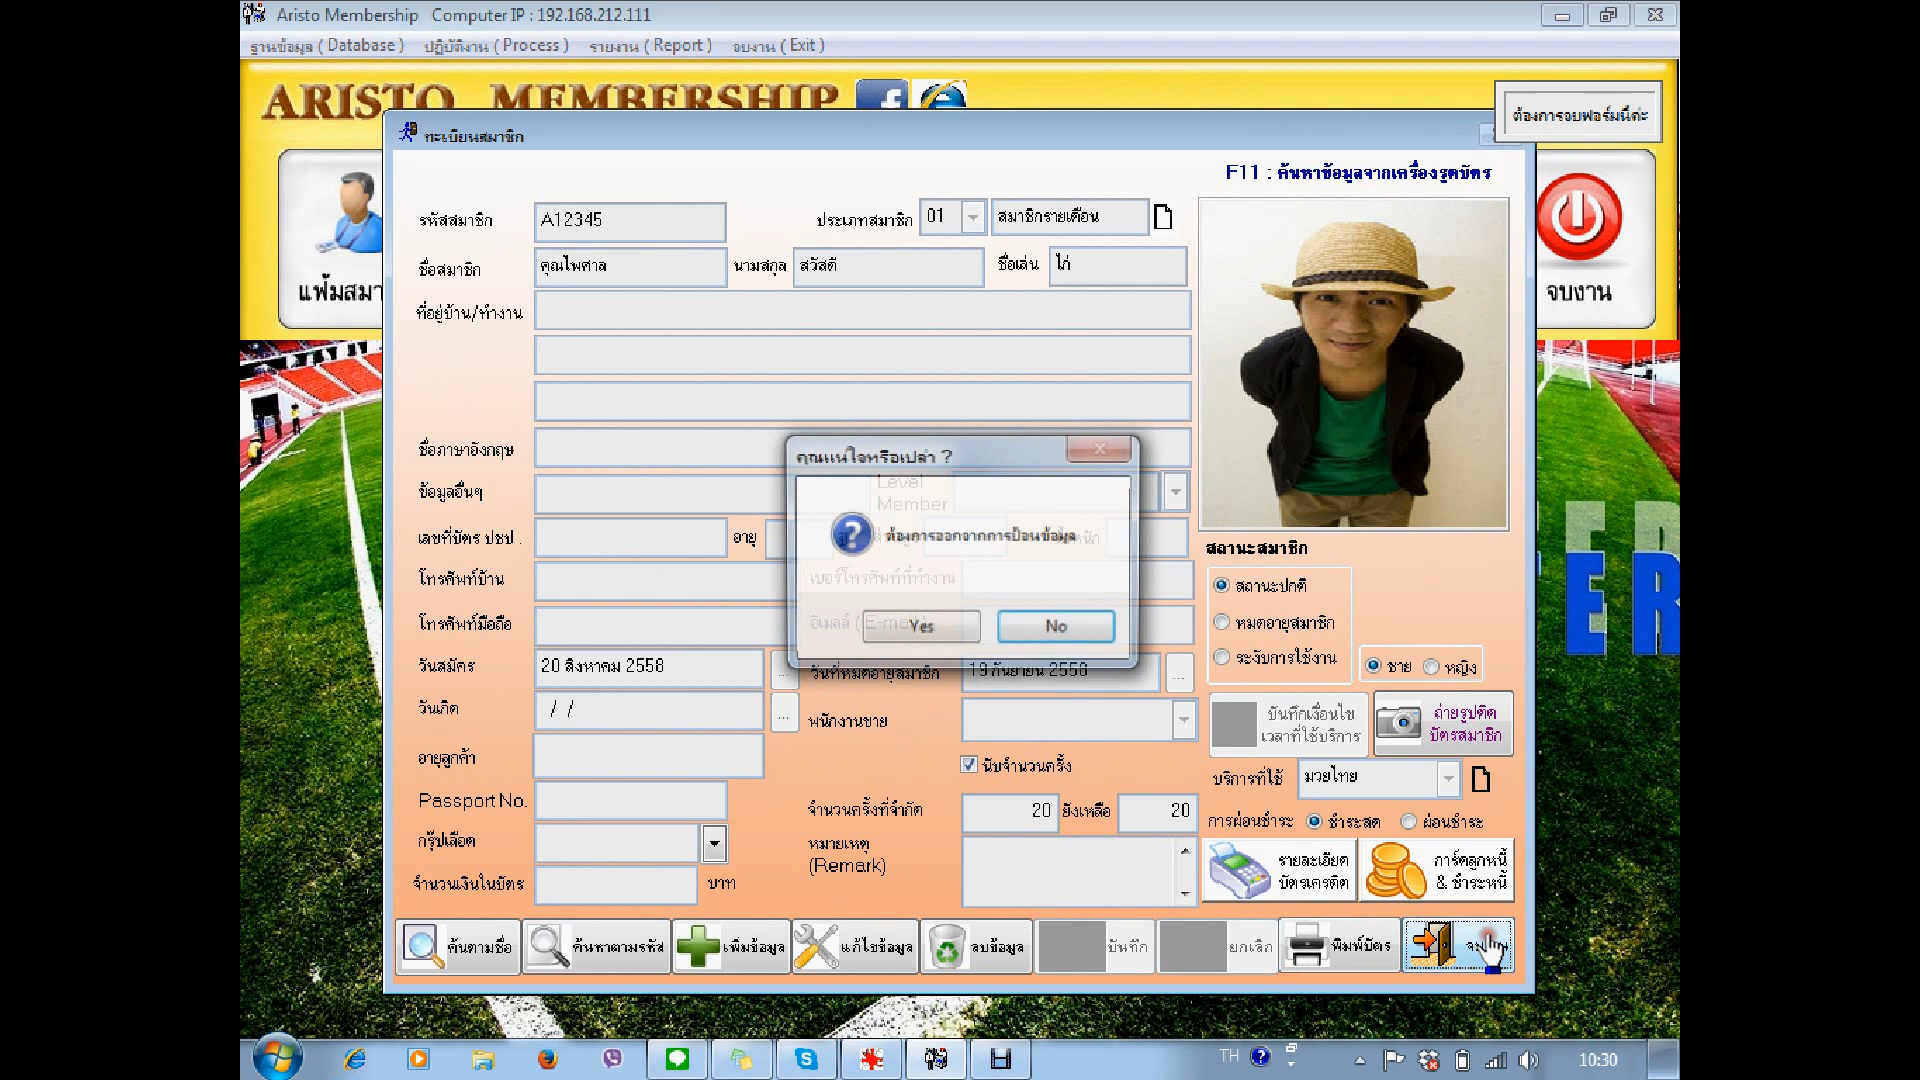 Aristo Membership Computer IP : 192.168.212.111
ฐานข้อมูล ( Database ) ปฏิบัติงาน ( Process ) รายงาน ( Report ) จบงาน ( Exit )
ARISTO MEMBERSHIP
ต้องการจบฟอร์มนี้ค่ะ
ทะเบียนสมาชิก
F11 : ค้นหาข้อมูลจากเครื่องรูดบัตร
รหัสสมาชิก A12345 ประเภทสมาชิก 01 สมาชิกรายเดือน
ชื่อสมาชิก คุณไพศาล นามสกุล สวัสดี ชื่อเล่น ไก่
แฟ้มสมา
จบงาน
ที่อยู่บ้าน/ทำงาน
ชื่อภาษาอังกฤษ
คุณแน่ใจหรือเปล่า ?
ข้อมูลอื่นๆ
Level
Member
เลขที่บัตร ปชป . อายุ
ต้องการออกจากการป้อนข้อมูล
สถานะสมาชิก
โทรศัพท์บ้าน เบอร์โทรศัพท์ที่ทำงาน
สถานะปกติ
โทรศัพท์มือถือ
Yes No
หมดอายุสมาชิก
ระงับการใช้งาน ชาย หญิง
วันสมัคร 20 สิงหาคม 2558 ... วันที่หมดอายุสมาชิก 19 กันยายน 2558 ...
วันเกิด / / ... พนักงานขาย
บันทึกเงื่อนไข
เวลาที่ใช้บริการ
ถ่ายรูปติด
บัตรสมาชิก
อายุลูกค้า
นับจำนวนครั้ง
บริการที่ใช้ มวยไทย
Passport No.
จำนวนครั้งที่จำกัด 20 ยังเหลือ 20
การผ่อนชำระ ชำระสด ผ่อนชำระ
กรุ๊ปเลือด
หมายเหตุ
(Remark)
รายละเอียด
บัตรเครดิต
การ์ดลูกหนี้
& ชำระหนี้
จำนวนเงินในบัตร บาท
ค้นตามชื่อ ค้นหาตามรหัส เพิ่มข้อมูล แก้ไขข้อมูล ลบข้อมูล บันทึก ยกเลิก พิมพ์บัตร
TH 10:30